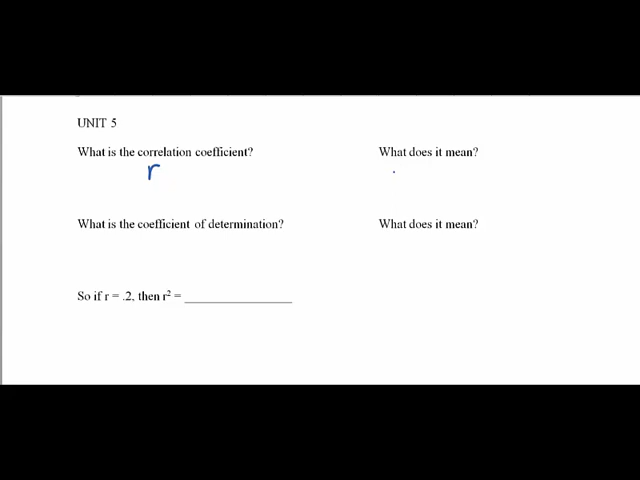 UNIT 5
What is the correlation coefficient? What does it mean?
r
What is the coefficient of determination? What does it mean?
So if r = .2, then r² = ____________________